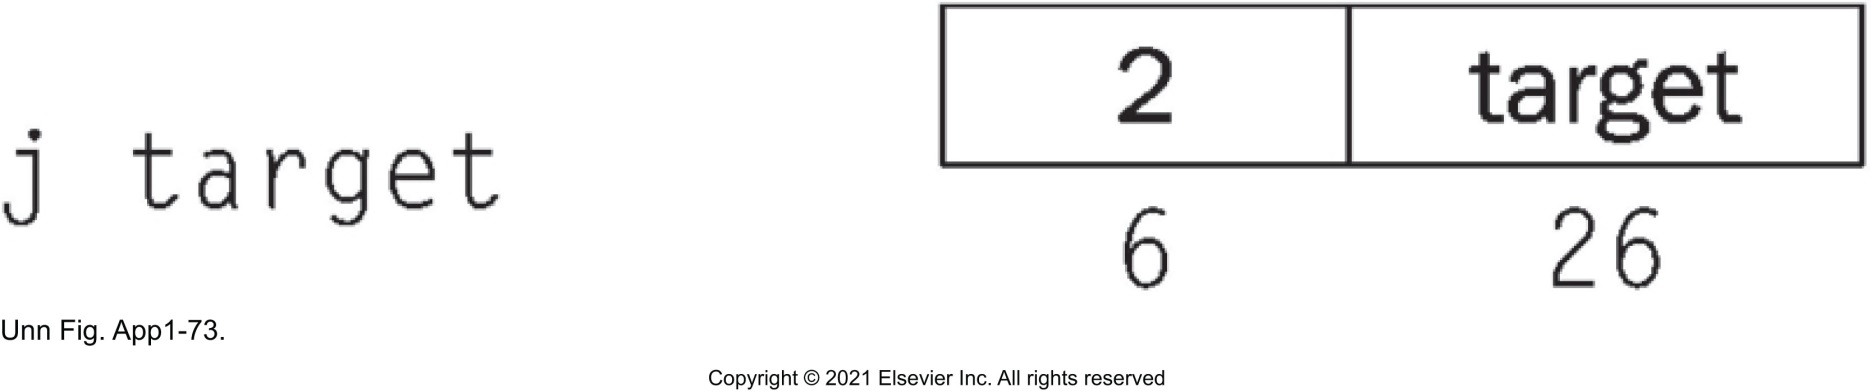 j target
2 target
6 26
Unn Fig. App1-73.
Copyright © 2021 Elsevier Inc. All rights reserved